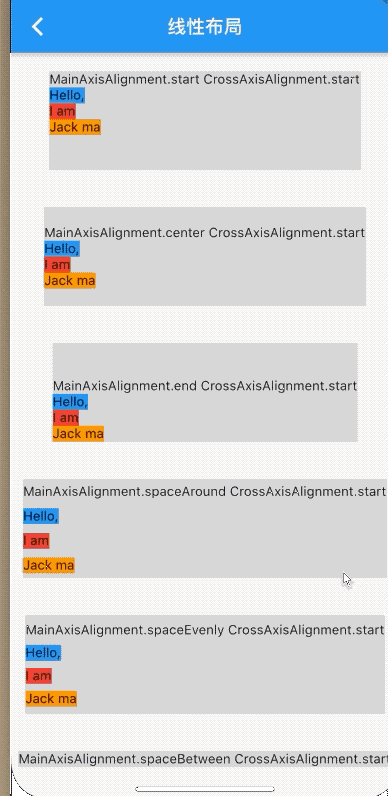 线性布局
MainAxisAlignment.start CrossAxisAlignment.start
Hello,
I am
Jack ma
MainAxisAlignment.center CrossAxisAlignment.start
Hello,
I am
Jack ma
MainAxisAlignment.end CrossAxisAlignment.start
Hello,
I am
Jack ma
MainAxisAlignment.spaceAround CrossAxisAlignment.start
Hello,
I am
Jack ma
MainAxisAlignment.spaceEvenly CrossAxisAlignment.start
Hello,
I am
Jack ma
MainAxisAlignment.spaceBetween CrossAxisAlignment.start